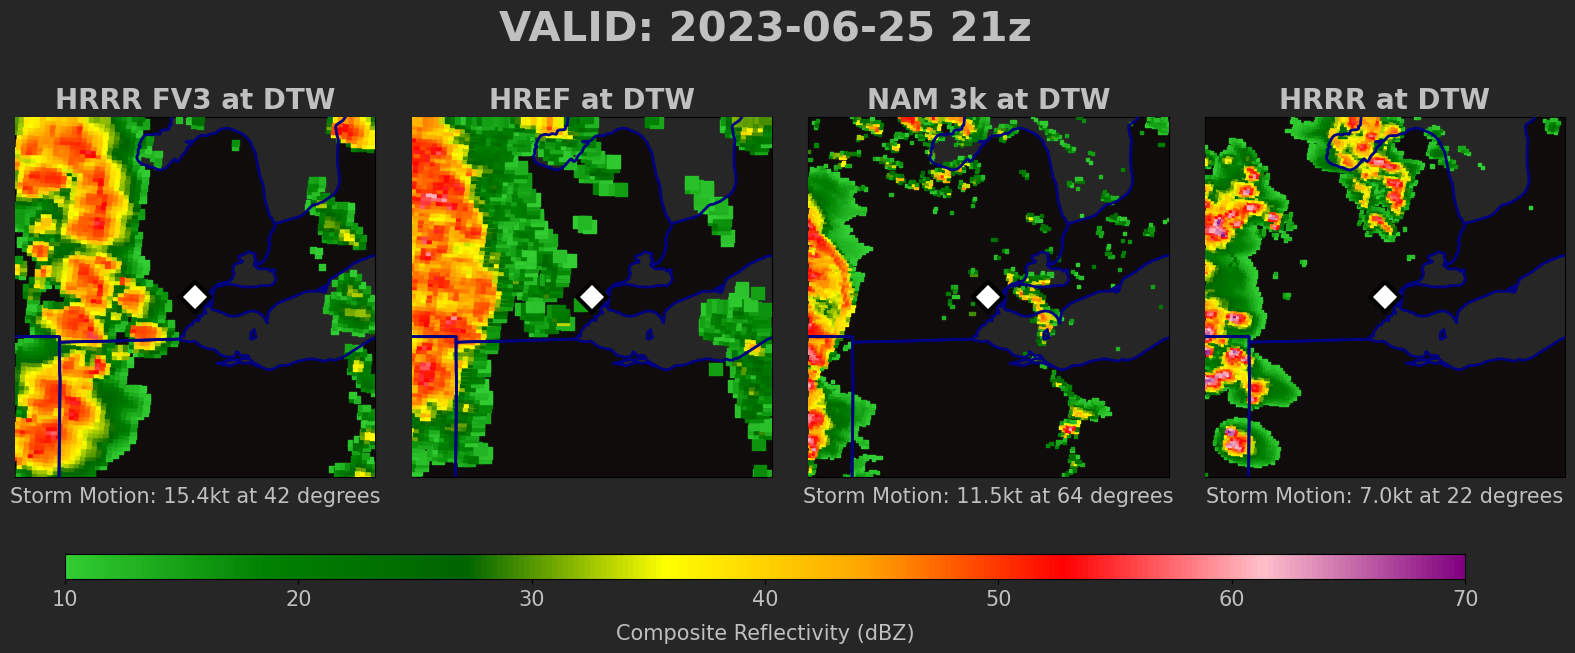 VALID: 2023-06-25 21z
HRRR FV3 at DTW
HREF at DTW
NAM 3k at DTW
HRRR at DTW
Storm Motion: 15.4kt at 42 degrees
Storm Motion: 11.5kt at 64 degrees
Storm Motion: 7.0kt at 22 degrees
10 20 30 40 50 60 70
Composite Reflectivity (dBZ)